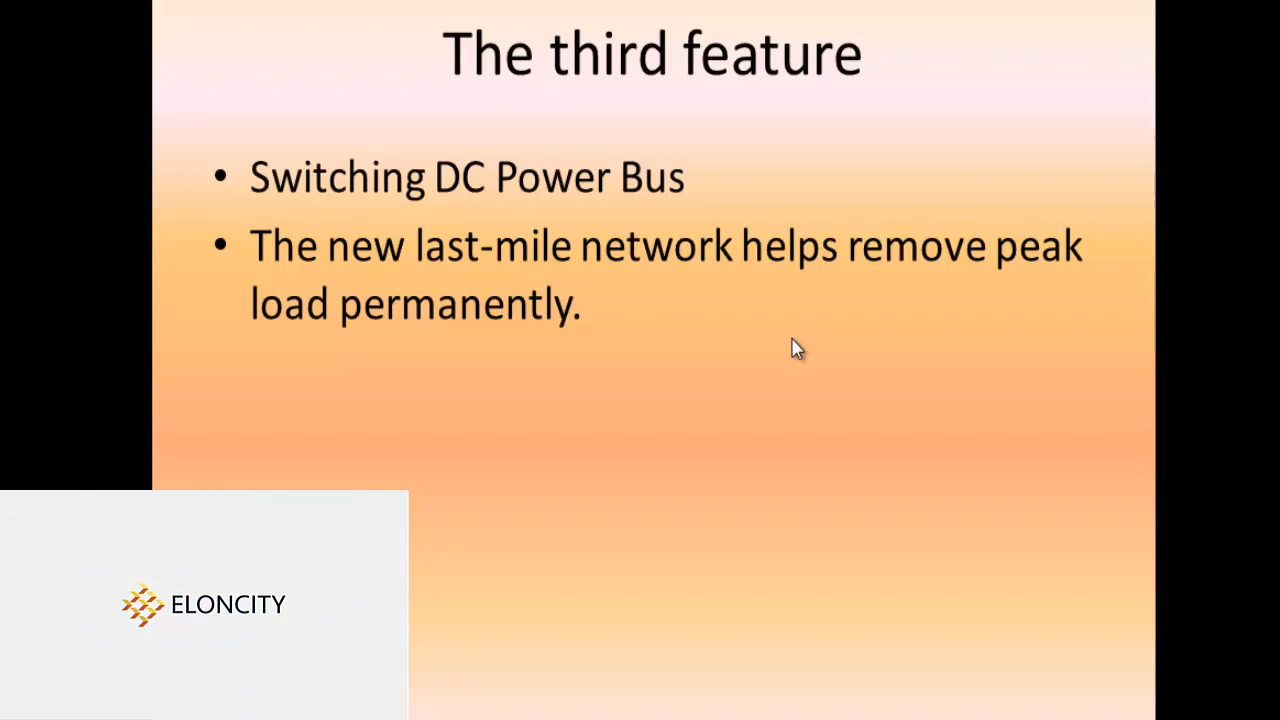 The third feature
• Switching DC Power Bus
• The new last-mile network helps remove peak
load permanently.
ELONCITY